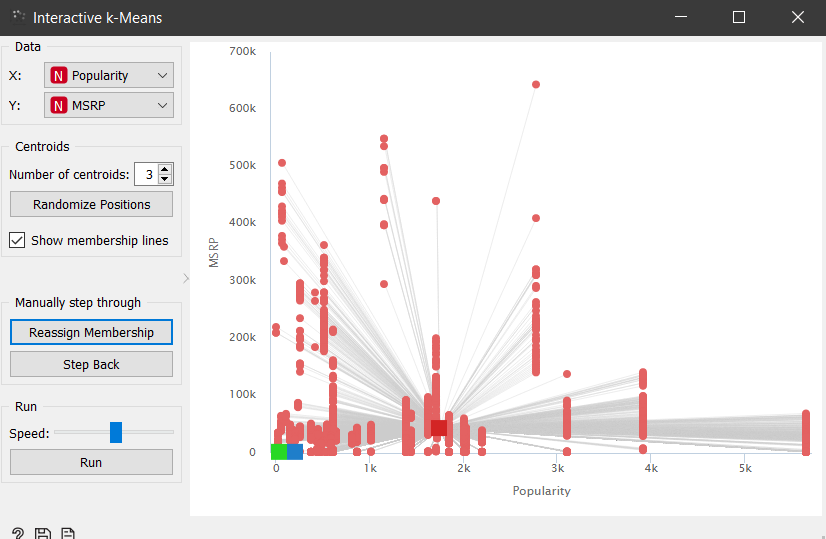 Interactive k-Means
Data
X: N Popularity
Y: N MSRP
Centroids
Number of centroids: 3
Randomize Positions
Show membership lines
Manually step through
Reassign Membership
Step Back
Run
Speed:
Run
700k
600k
500k
400k
300k
200k
100k
0
MSRP
0 1k 2k 3k 4k 5k
Popularity